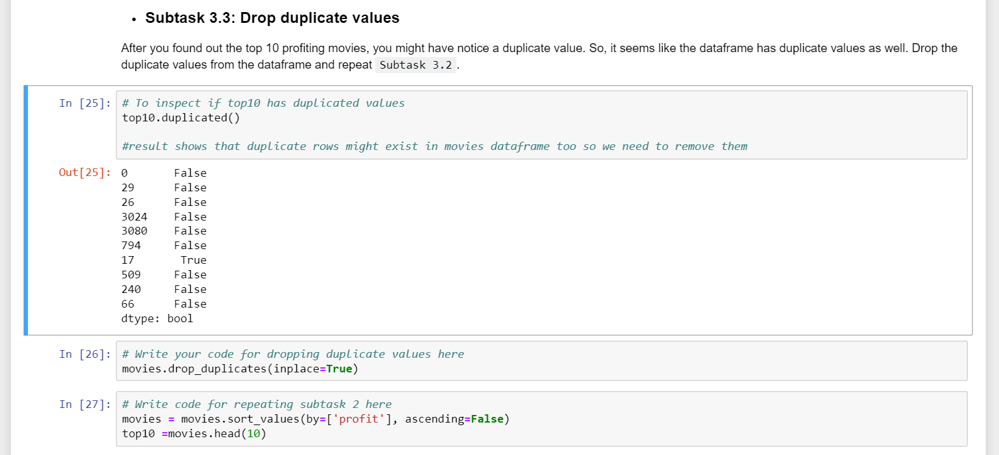 • Subtask 3.3: Drop duplicate values
After you found out the top 10 profiting movies, you might have notice a duplicate value. So, it seems like the dataframe has duplicate values as well. Drop the
duplicate values from the dataframe and repeat Subtask 3.2 .
In [25]: # To inspect if top10 has duplicated values
top10.duplicated()
#result shows that duplicate rows might exist in movies dataframe too so we need to remove them
Out[25]: 0 False
29 False
26 False
3024 False
3080 False
794 False
17 True
509 False
240 False
66 False
dtype: bool
In [26]: # Write your code for dropping duplicate values here
movies.drop_duplicates(inplace=True)
In [27]: # Write code for repeating subtask 2 here
movies = movies.sort_values(by=['profit'], ascending=False)
top10 =movies.head(10)